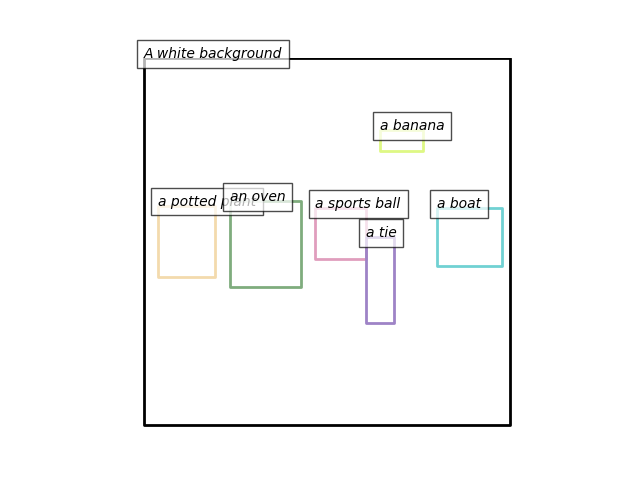 A white background
a banana
a potted plant
an oven
a sports ball
a boat
a tie